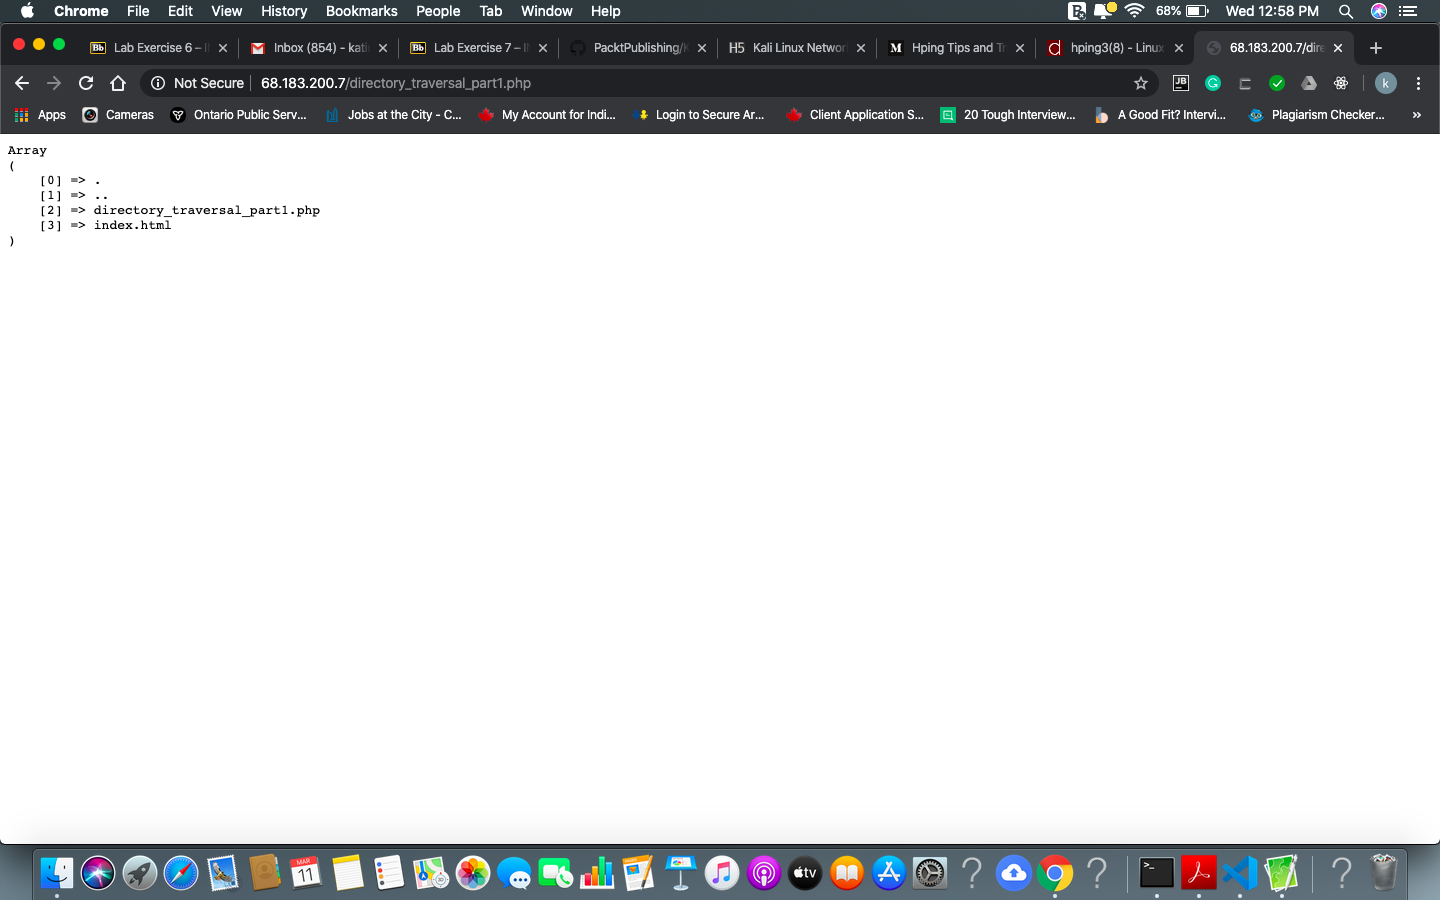 Chrome File Edit View History Bookmarks People Tab Window Help 68% Wed 12:58 PM
Bb Lab Exercise 6 – I Inbox (854) - kati Bb Lab Exercise 7 – I PacktPublishing/K H5 Kali Linux Networ M Hping Tips and Tr d hping3(8) - Linux 68.183.200.7/dire
Not Secure 68.183.200.7/directory_traversal_part1.php JB k
Apps Cameras Ontario Public Serv... Jobs at the City - C... My Account for Indi... Login to Secure Ar... Client Application S... 20 Tough Interview... A Good Fit? Intervi... Plagiarism Checker... »
Array
(
[0] => .
[1] => ..
[2] => directory_traversal_part1.php
[3] => index.html
)
MAR
11
tv
>_